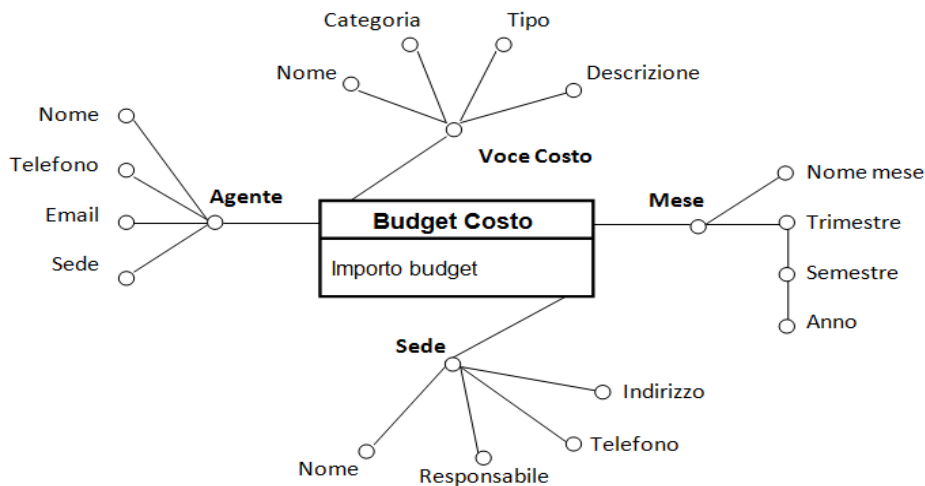 Categoria
Tipo
Nome
Descrizione
Voce Costo
Nome
Telefono
Email
Sede
Agente
Budget Costo
Importo budget
Mese
Nome mese
Trimestre
Semestre
Anno
Sede
Indirizzo
Telefono
Responsabile
Nome